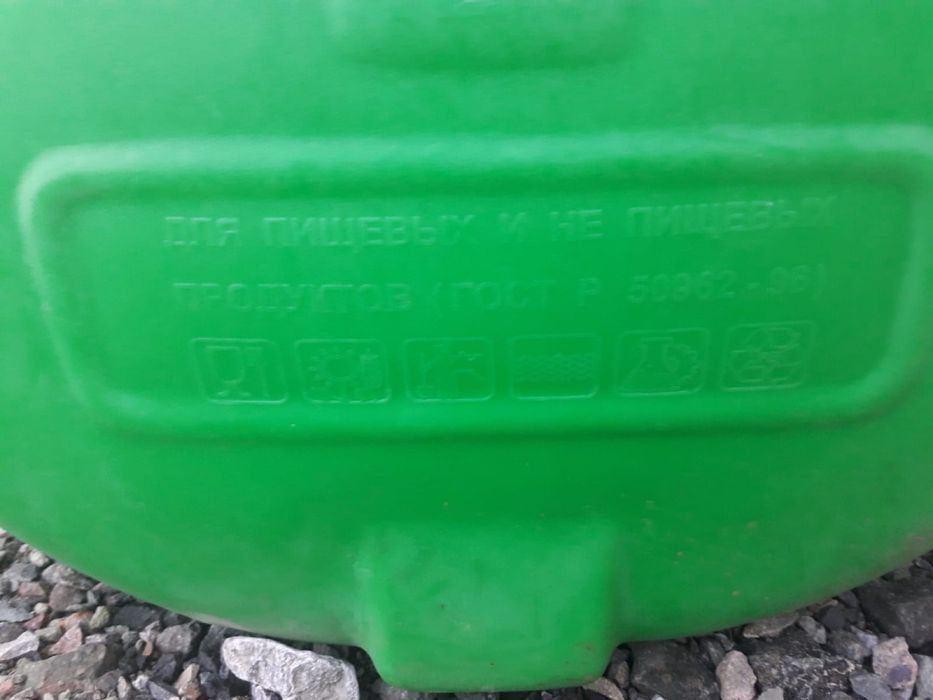 ДЛЯ ПИЩЕВЫХ И НЕ ПИЩЕВЫХ
ПРОДУКТОВ (ГОСТ Р 50962-96)